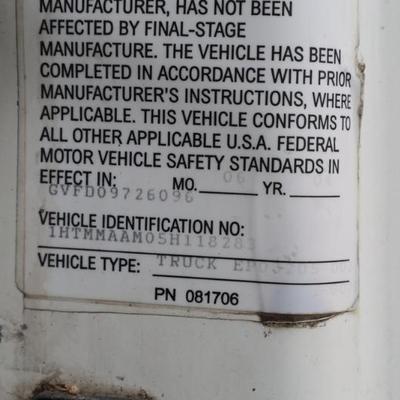 MANUFACTURER, HAS NOT BEEN
AFFECTED BY FINAL-STAGE
MANUFACTURE. THE VEHICLE HAS BEEN
COMPLETED IN ACCORDANCE WITH PRIOR
MANUFACTURER'S INSTRUCTIONS, WHERE
APPLICABLE. THIS VEHICLE CONFORMS TO
ALL OTHER APPLICABLE U.S.A. FEDERAL
MOTOR VEHICLE SAFETY STANDARDS IN
EFFECT IN: MO. 06 YR.
GVFD09726096
VEHICLE IDENTIFICATION NO:
1HTMMAAM05H118283
VEHICLE TYPE: TRUCK
PN 081706